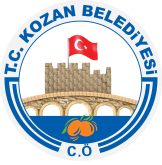 T.C. KOZAN BELEDİYESİ
C.Ö